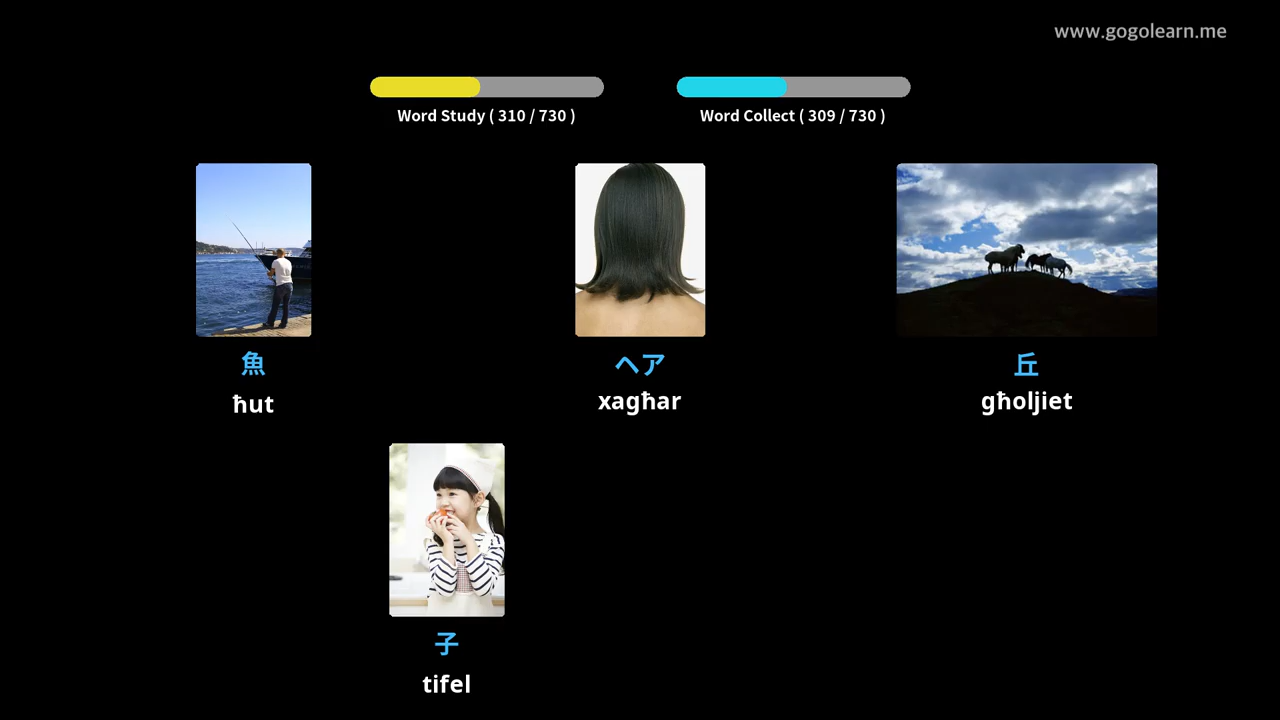 www.gogolearn.me
Word Study ( 310 / 730 )
Word Collect ( 309 / 730 )
魚
ħut
ヘア
xagħar
丘
għoljiet
子
tifel